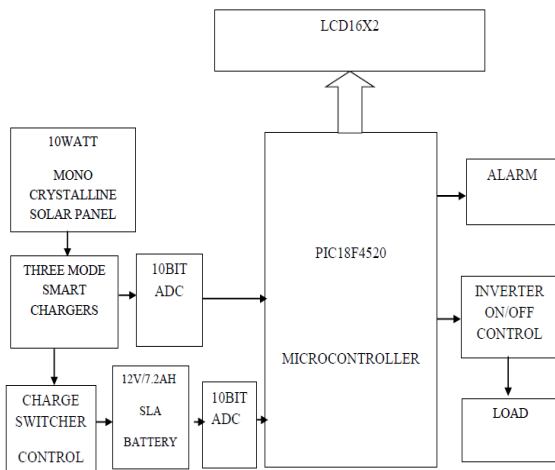 LCD16X2
10WATT
MONO
CRYSTALLINE
SOLAR PANEL
THREE MODE
SMART
CHARGERS
10BIT
ADC
CHARGE
SWITCHER
CONTROL
12V/7.2AH
SLA
BATTERY
10BIT
ADC
PIC18F4520
MICROCONTROLLER
ALARM
INVERTER
ON/OFF
CONTROL
LOAD